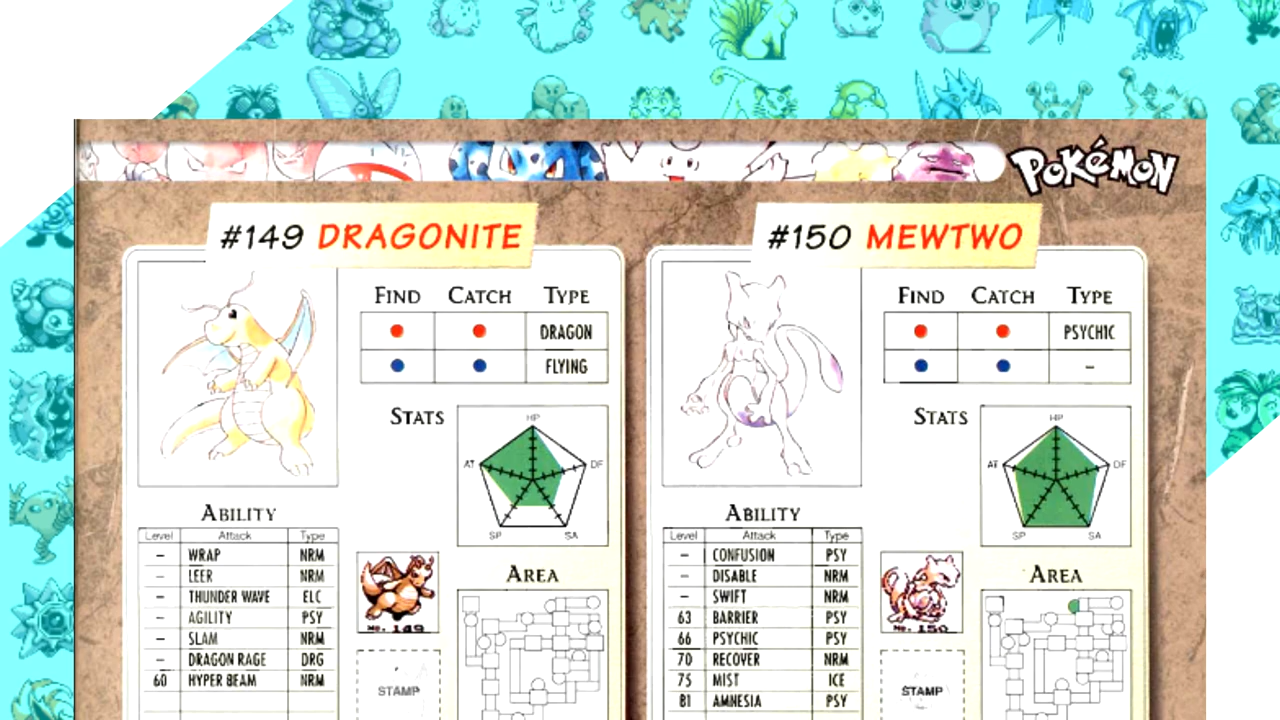 POKéMON
#149 DRAGONITE
FIND CATCH TYPE
DRAGON
FLYING
STATS
HP
AT
DF
SP
SA
ABILITY
Level Attack Type
– WRAP NRM
– LEER NRM
– THUNDER WAVE ELC
– AGILITY PSY
– SLAM NRM
– DRAGON RAGE DRG
60 HYPER BEAM NRM
No. 149
STAMP
AREA
#150 MEWTWO
FIND CATCH TYPE
PSYCHIC
–
STATS
HP
AT
DF
SP
SA
ABILITY
Level Attack Type
– CONFUSION PSY
– DISABLE NRM
– SWIFT NRM
63 BARRIER PSY
66 PSYCHIC PSY
70 RECOVER NRM
75 MIST ICE
81 AMNESIA PSY
No. 150
STAMP
AREA